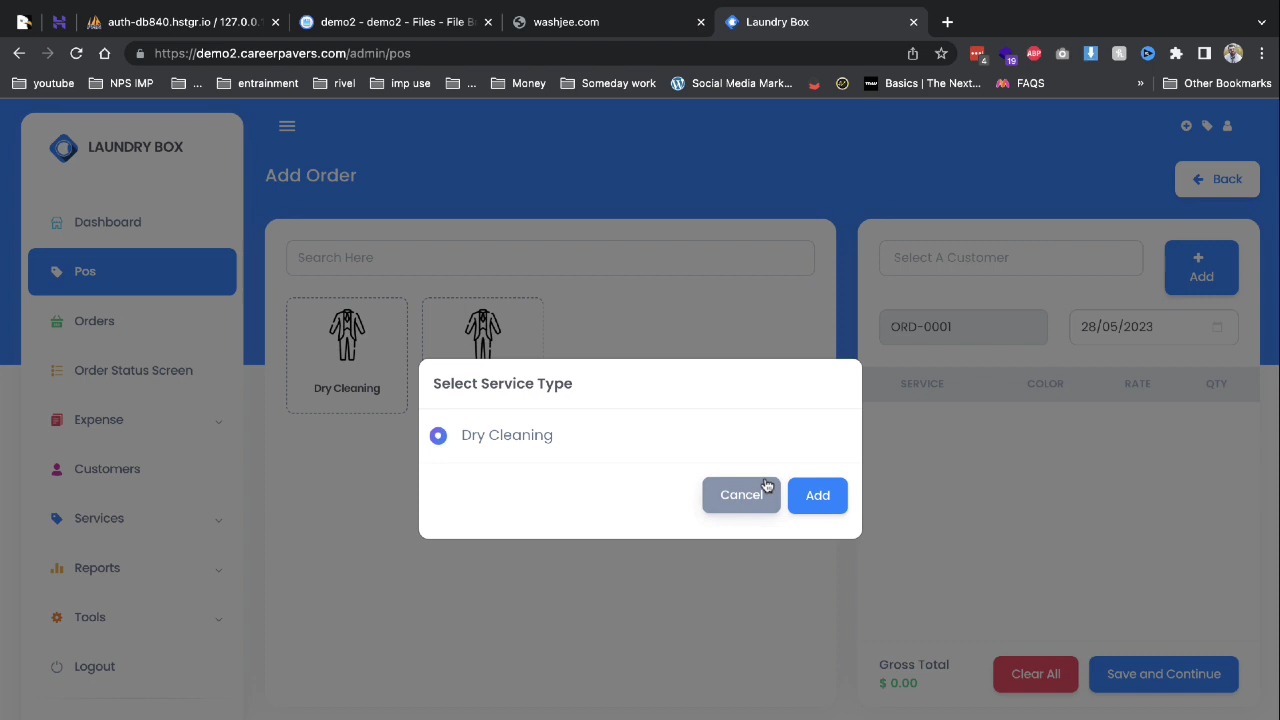 auth-db840.hstgr.io / 127.0.0.
demo2 - demo2 - Files - File B
washjee.com
Laundry Box
https://demo2.careerpavers.com/admin/pos
4
19
ABP
youtube
NPS IMP
...
entrainment
rivel
imp use
...
Money
Someday work
Social Media Mark...
Basics | The Next...
FAQS
»
Other Bookmarks
LAUNDRY BOX
Add Order
Back
Dashboard
Pos
Orders
Order Status Screen
Expense
Customers
Services
Reports
Tools
Logout
Search Here
Dry Cleaning
Select A Customer
+
Add
ORD-0001
28/05/2023
SERVICE
COLOR
RATE
QTY
Select Service Type
Dry Cleaning
Cancel
Add
Gross Total
$ 0.00
Clear All
Save and Continue